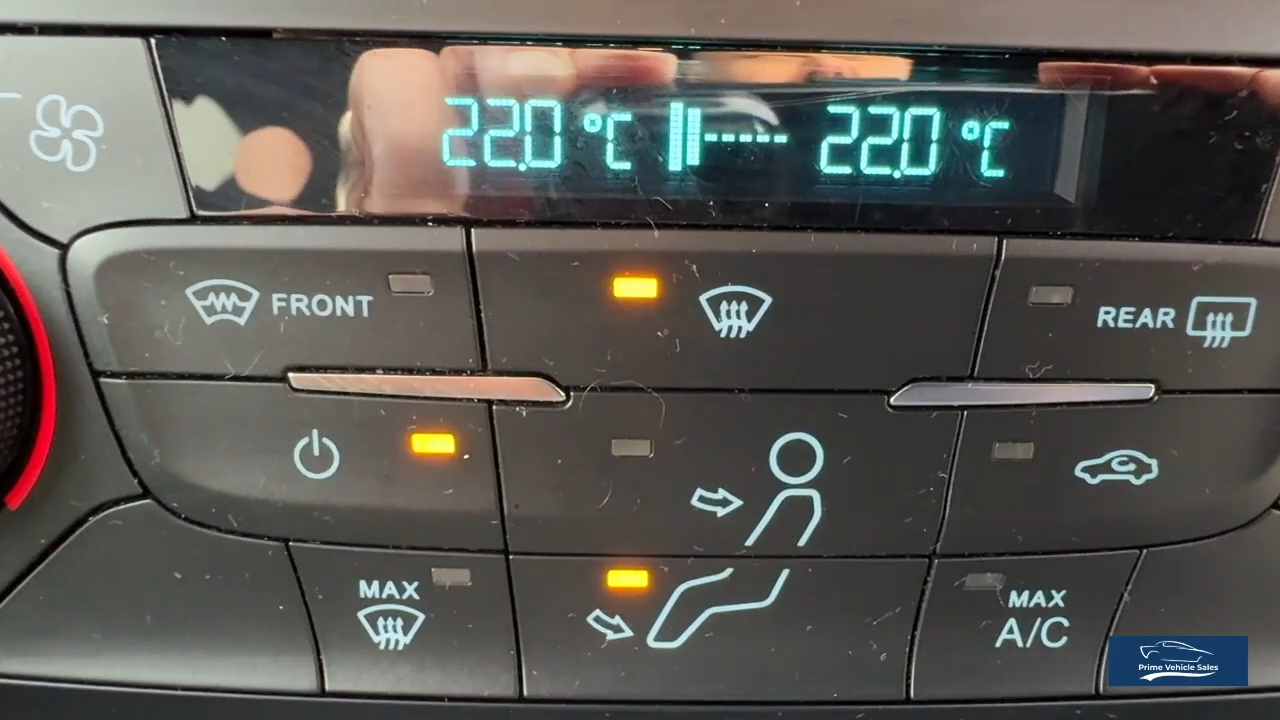 22.0 °C 22.0 °C
FRONT
REAR
MAX
MAX
A/C
Prime Vehicle Sales